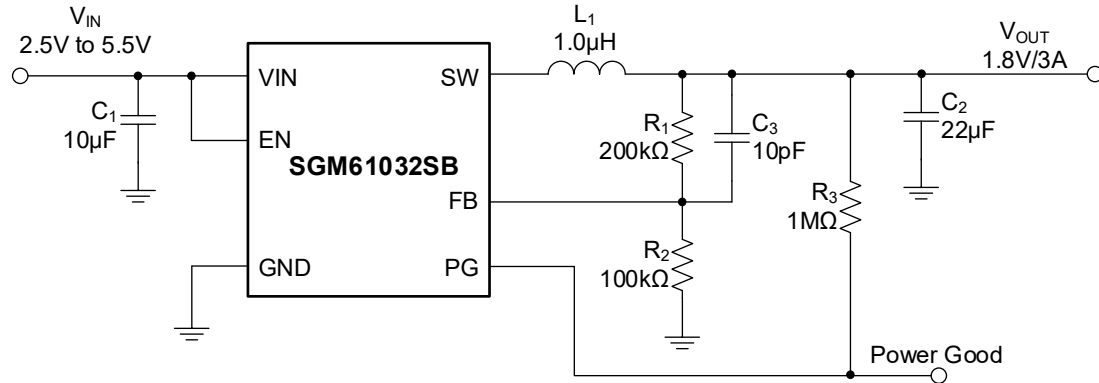 VIN
2.5V to 5.5V
C1
10µF
VIN
EN
GND
SGM61032SB
SW
FB
PG
L1
1.0µH
R1
200kΩ
C3
10pF
R2
100kΩ
R3
1MΩ
C2
22µF
VOUT
1.8V/3A
Power Good